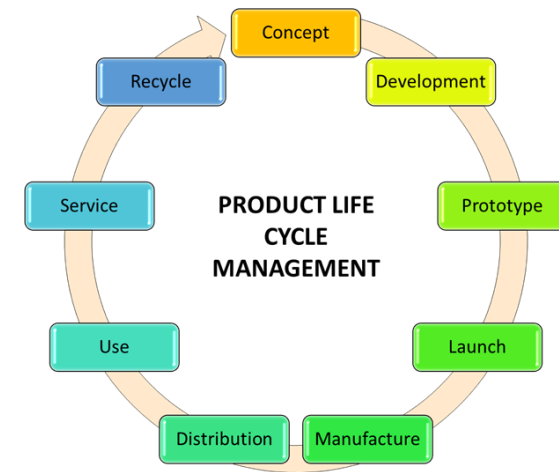 Concept
Development
Prototype
Launch
Manufacture
Distribution
Use
Service
Recycle
PRODUCT LIFE
CYCLE
MANAGEMENT